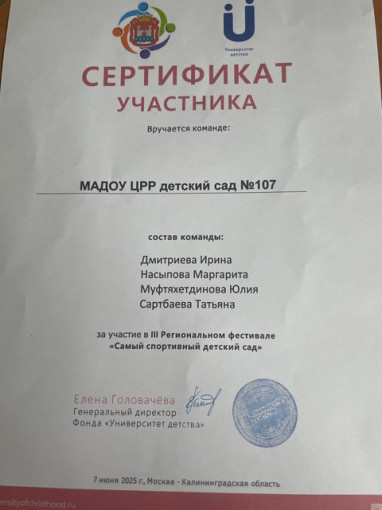 Университет
детства
СЕРТИФИКАТ
УЧАСТНИКА
Вручается команде:
МАДОУ ЦРР детский сад №107
состав команды:
Дмитриева Ирина
Насыпова Маргарита
Муфтяхетдинова Юлия
Сартбаева Татьяна
за участие в III Региональном фестивале
«Самый спортивный детский сад»
Елена Головачёва
Генеральный директор
Фонда «Университет детства»
7 июня 2025 г., Москва - Калининградская область